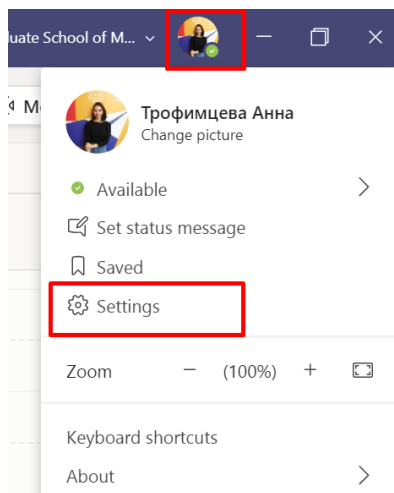 uate School of M...
Трофимцева Анна
Change picture
Available
Set status message
Saved
Settings
Zoom − (100%) +
Keyboard shortcuts
About